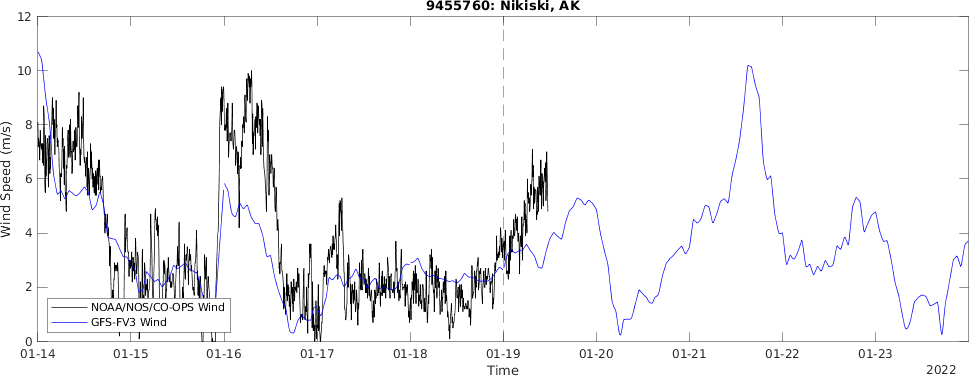 9455760: Nikiski, AK
Wind Speed (m/s)
12
10
8
6
4
2
0
NOAA/NOS/CO-OPS Wind
GFS-FV3 Wind
01-14 01-15 01-16 01-17 01-18 01-19 01-20 01-21 01-22 01-23
Time
2022